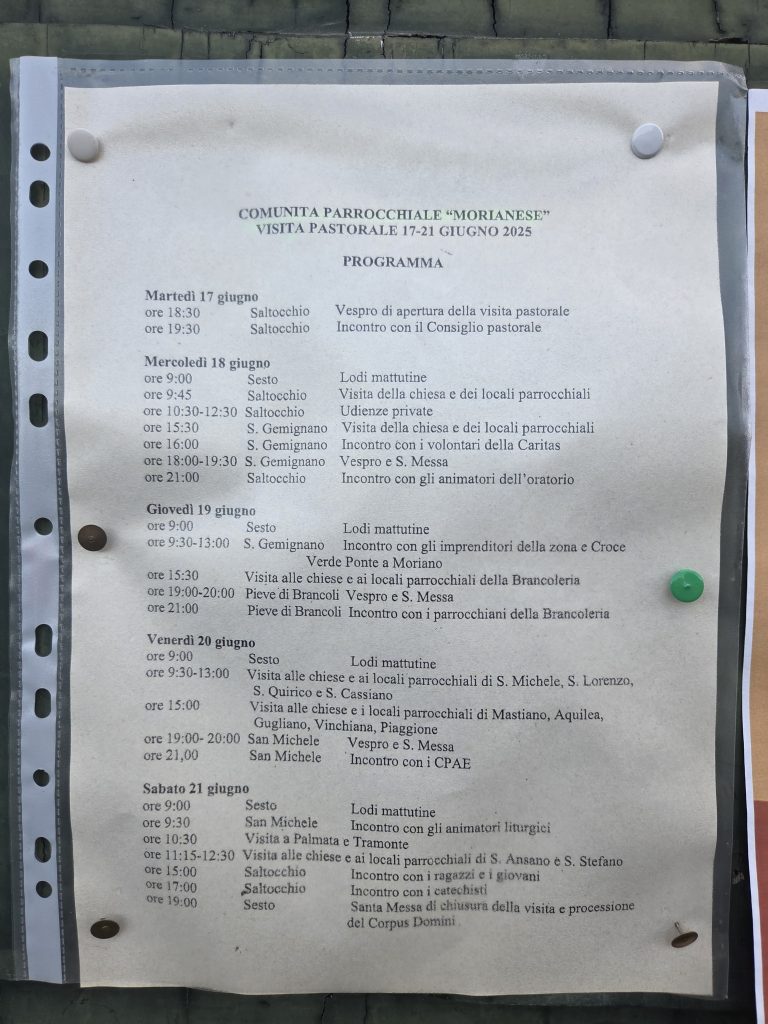 COMUNITA PARROCCHIALE “MORIANESE”
VISITA PASTORALE 17-21 GIUGNO 2025
PROGRAMMA
Martedì 17 giugno
ore 18:30 Saltocchio Vespro di apertura della visita pastorale
ore 19:30 Saltocchio Incontro con il Consiglio pastorale
Mercoledì 18 giugno
ore 9:00 Sesto Lodi mattutine
ore 9:45 Saltocchio Visita della chiesa e dei locali parrocchiali
ore 10:30-12:30 Saltocchio Udienze private
ore 15:30 S. Gemignano Visita della chiesa e dei locali parrocchiali
ore 16:00 S. Gemignano Incontro con i volontari della Caritas
ore 18:00-19:30 S. Gemignano Vespro e S. Messa
ore 21:00 Saltocchio Incontro con gli animatori dell’oratorio
Giovedì 19 giugno
ore 9:00 Sesto Lodi mattutine
ore 9:30-13:00 S. Gemignano Incontro con gli imprenditori della zona e Croce
Verde Ponte a Moriano
ore 15:30 Visita alle chiese e ai locali parrocchiali della Brancoleria
ore 19:00-20:00 Pieve di Brancoli Vespro e S. Messa
ore 21:00 Pieve di Brancoli Incontro con i parrocchiani della Brancoleria
Venerdì 20 giugno
ore 9:00 Sesto Lodi mattutine
ore 9:30-13:00 Visita alle chiese e ai locali parrocchiali di S. Michele, S. Lorenzo,
S. Quirico e S. Cassiano
ore 15:00 Visita alle chiese e i locali parrocchiali di Mastiano, Aquilea,
Gugliano, Vinchiana, Piaggione
ore 19:00- 20:00 San Michele Vespro e S. Messa
ore 21,00 San Michele Incontro con i CPAE
Sabato 21 giugno
ore 9:00 Sesto Lodi mattutine
ore 9:30 San Michele Incontro con gli animatori liturgici
ore 10:30 Visita a Palmata e Tramonte
ore 11:15-12:30 Visita alle chiese e ai locali parrocchiali di S. Ansano e S. Stefano
ore 15:00 Saltocchio Incontro con i ragazzi e i giovani
ore 17:00 Saltocchio Incontro con i catechisti
ore 19:00 Sesto Santa Messa di chiusura della visita e processione
del Corpus Domini